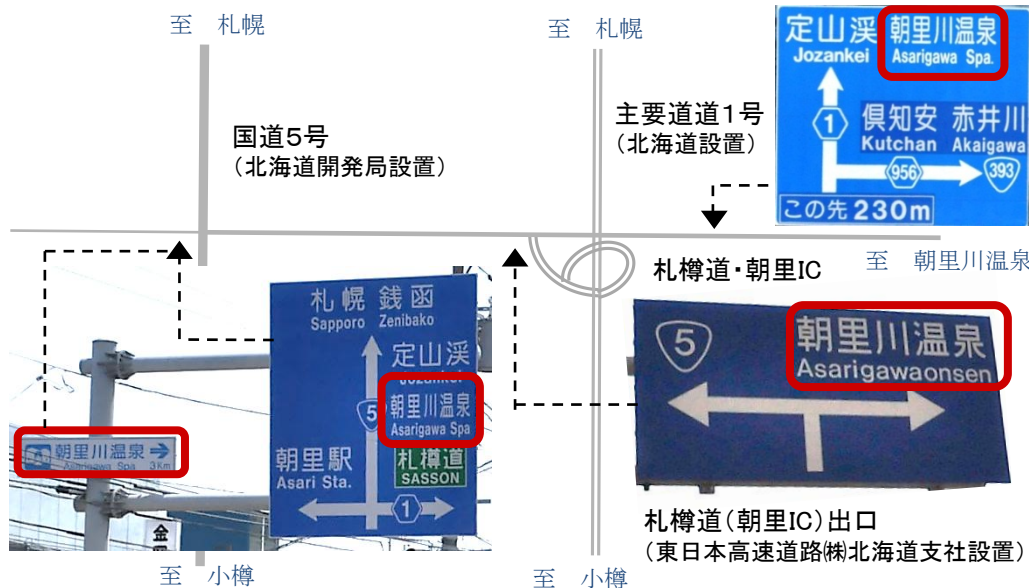 至 札幌
至 札幌
国道5号
（北海道開発局設置）
主要道道1号
（北海道設置）
定山渓 朝里川温泉
Jozankei Asarigawa Spa.
1
倶知安 赤井川
Kutchan Akaigawa
956
393
この先 230m
至 朝里川温泉
札樽道・朝里IC
札幌 銭函
Sapporo Zenibako
定山渓
Jozankei
5
朝里川温泉
Asarigawa Spa
朝里駅
Asari Sta.
札樽道
SASSON
1
朝里川温泉
Asarigawa Spa 3Km
5
朝里川温泉
Asarigawaonsen
札樽道（朝里IC）出口
（東日本高速道路㈱北海道支社設置）
至 小樽
至 小樽